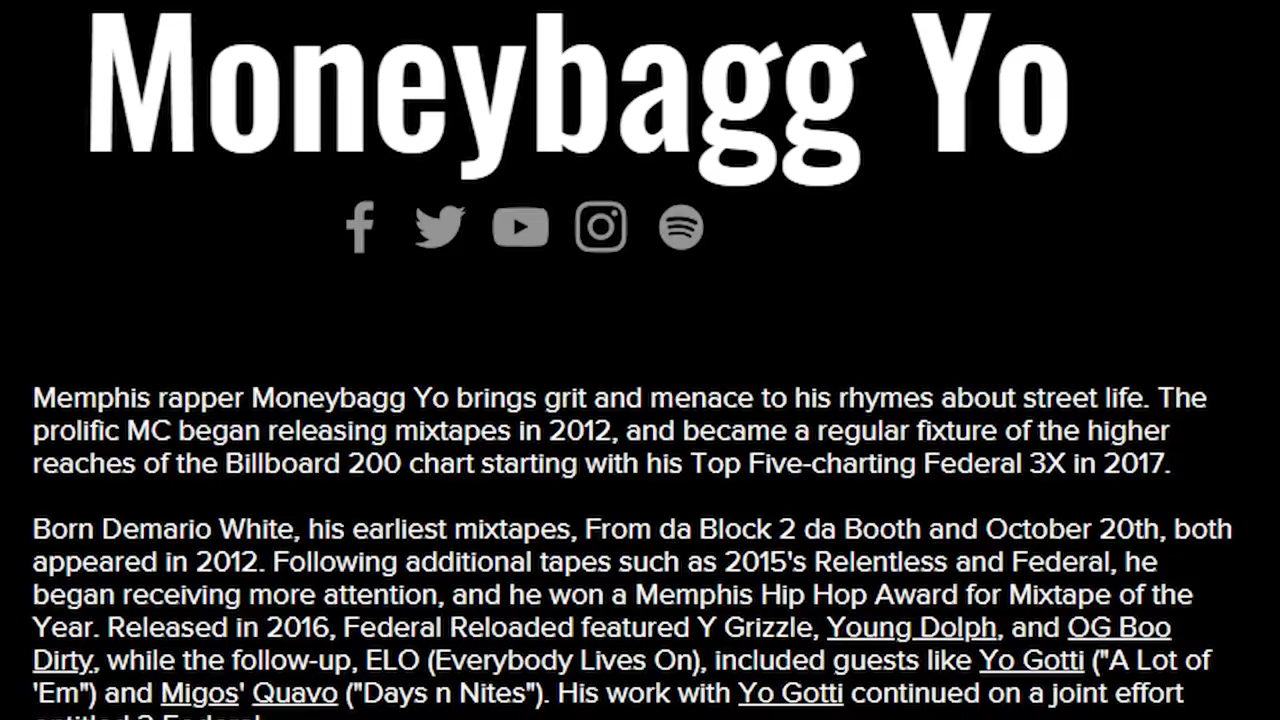 Moneybagg Yo
Memphis rapper Moneybagg Yo brings grit and menace to his rhymes about street life. The
prolific MC began releasing mixtapes in 2012, and became a regular fixture of the higher
reaches of the Billboard 200 chart starting with his Top Five-charting Federal 3X in 2017.
Born Demario White, his earliest mixtapes, From da Block 2 da Booth and October 20th, both
appeared in 2012. Following additional tapes such as 2015's Relentless and Federal, he
began receiving more attention, and he won a Memphis Hip Hop Award for Mixtape of the
Year. Released in 2016, Federal Reloaded featured Y Grizzle, Young Dolph, and OG Boo
Dirty, while the follow-up, ELO (Everybody Lives On), included guests like Yo Gotti ("A Lot of
'Em") and Migos' Quavo ("Days n Nites"). His work with Yo Gotti continued on a joint effort
entitled 2 Federal